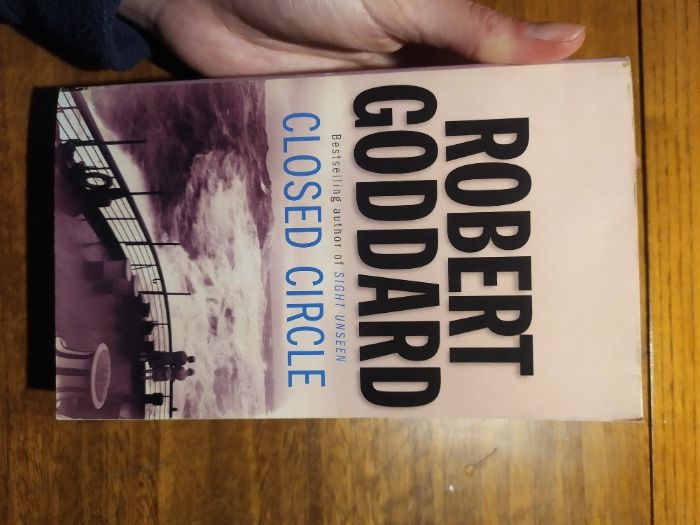 ROBERT
GODDARD
Bestselling author of SIGHT UNSEEN
CLOSED CIRCLE